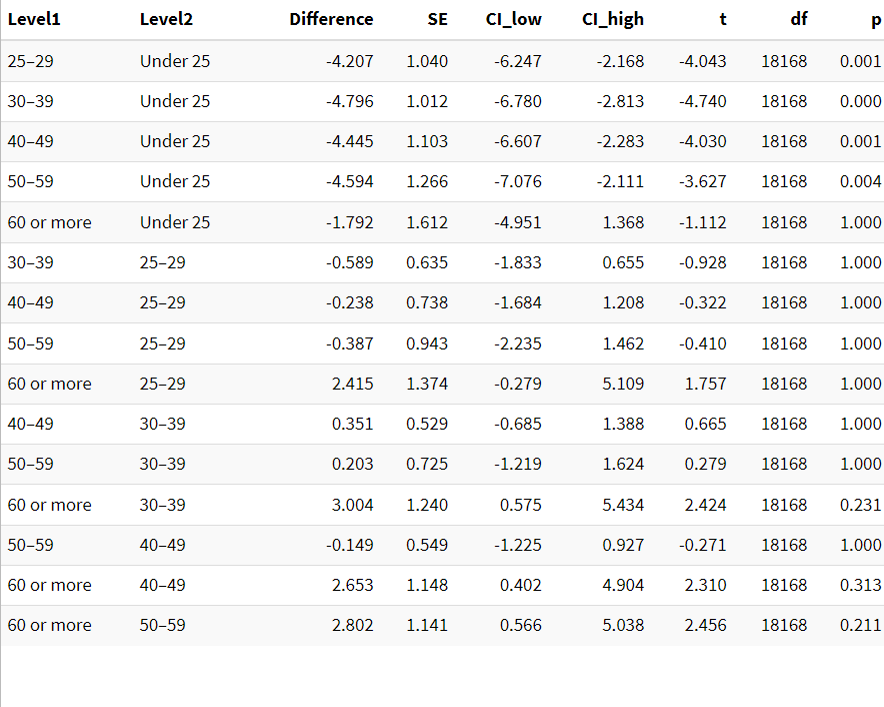 Level1 Level2 Difference SE CI_low CI_high t df p
25–29 Under 25 -4.207 1.040 -6.247 -2.168 -4.043 18168 0.001
30–39 Under 25 -4.796 1.012 -6.780 -2.813 -4.740 18168 0.000
40–49 Under 25 -4.445 1.103 -6.607 -2.283 -4.030 18168 0.001
50–59 Under 25 -4.594 1.266 -7.076 -2.111 -3.627 18168 0.004
60 or more Under 25 -1.792 1.612 -4.951 1.368 -1.112 18168 1.000
30–39 25–29 -0.589 0.635 -1.833 0.655 -0.928 18168 1.000
40–49 25–29 -0.238 0.738 -1.684 1.208 -0.322 18168 1.000
50–59 25–29 -0.387 0.943 -2.235 1.462 -0.410 18168 1.000
60 or more 25–29 2.415 1.374 -0.279 5.109 1.757 18168 1.000
40–49 30–39 0.351 0.529 -0.685 1.388 0.665 18168 1.000
50–59 30–39 0.203 0.725 -1.219 1.624 0.279 18168 1.000
60 or more 30–39 3.004 1.240 0.575 5.434 2.424 18168 0.231
50–59 40–49 -0.149 0.549 -1.225 0.927 -0.271 18168 1.000
60 or more 40–49 2.653 1.148 0.402 4.904 2.310 18168 0.313
60 or more 50–59 2.802 1.141 0.566 5.038 2.456 18168 0.211